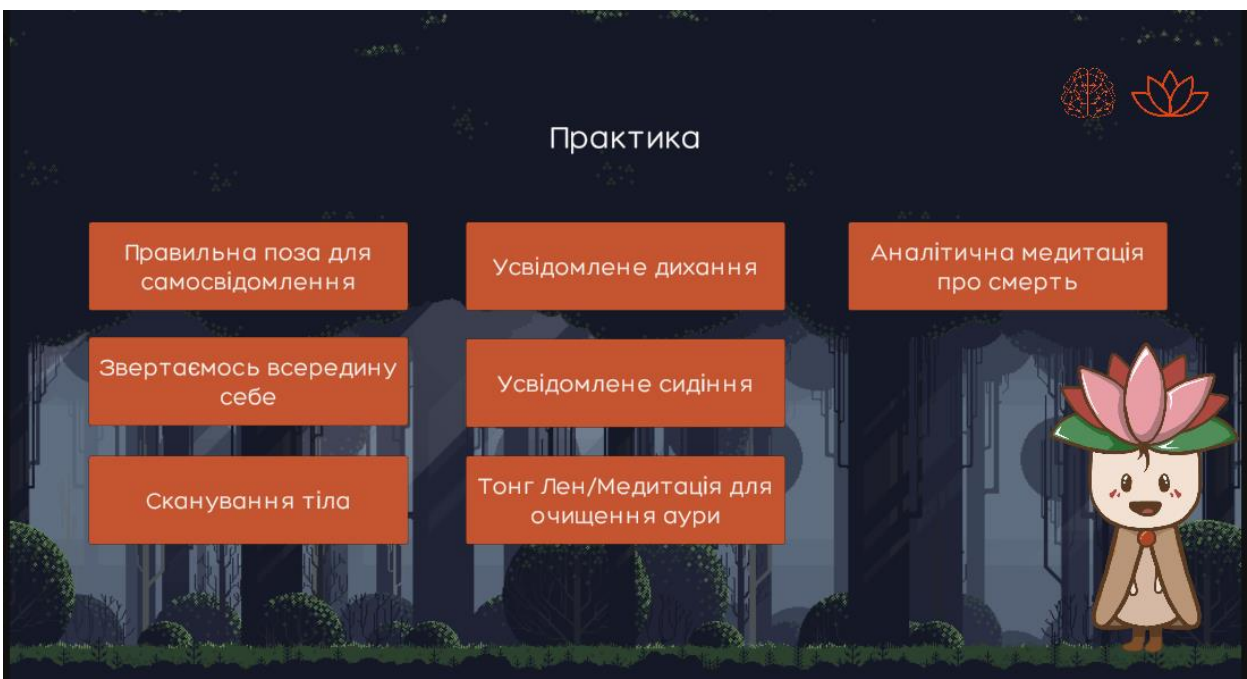 Практика
Правильна поза для
самосвідомлення
Звертаємось всередину
себе
Сканування тіла
Усвідомлене дихання
Усвідомлене сидіння
Тонг Лен/Медитація для
очищення аури
Аналітична медитація
про смерть